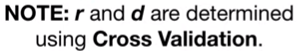 NOTE: r and d are determined
using Cross Validation.